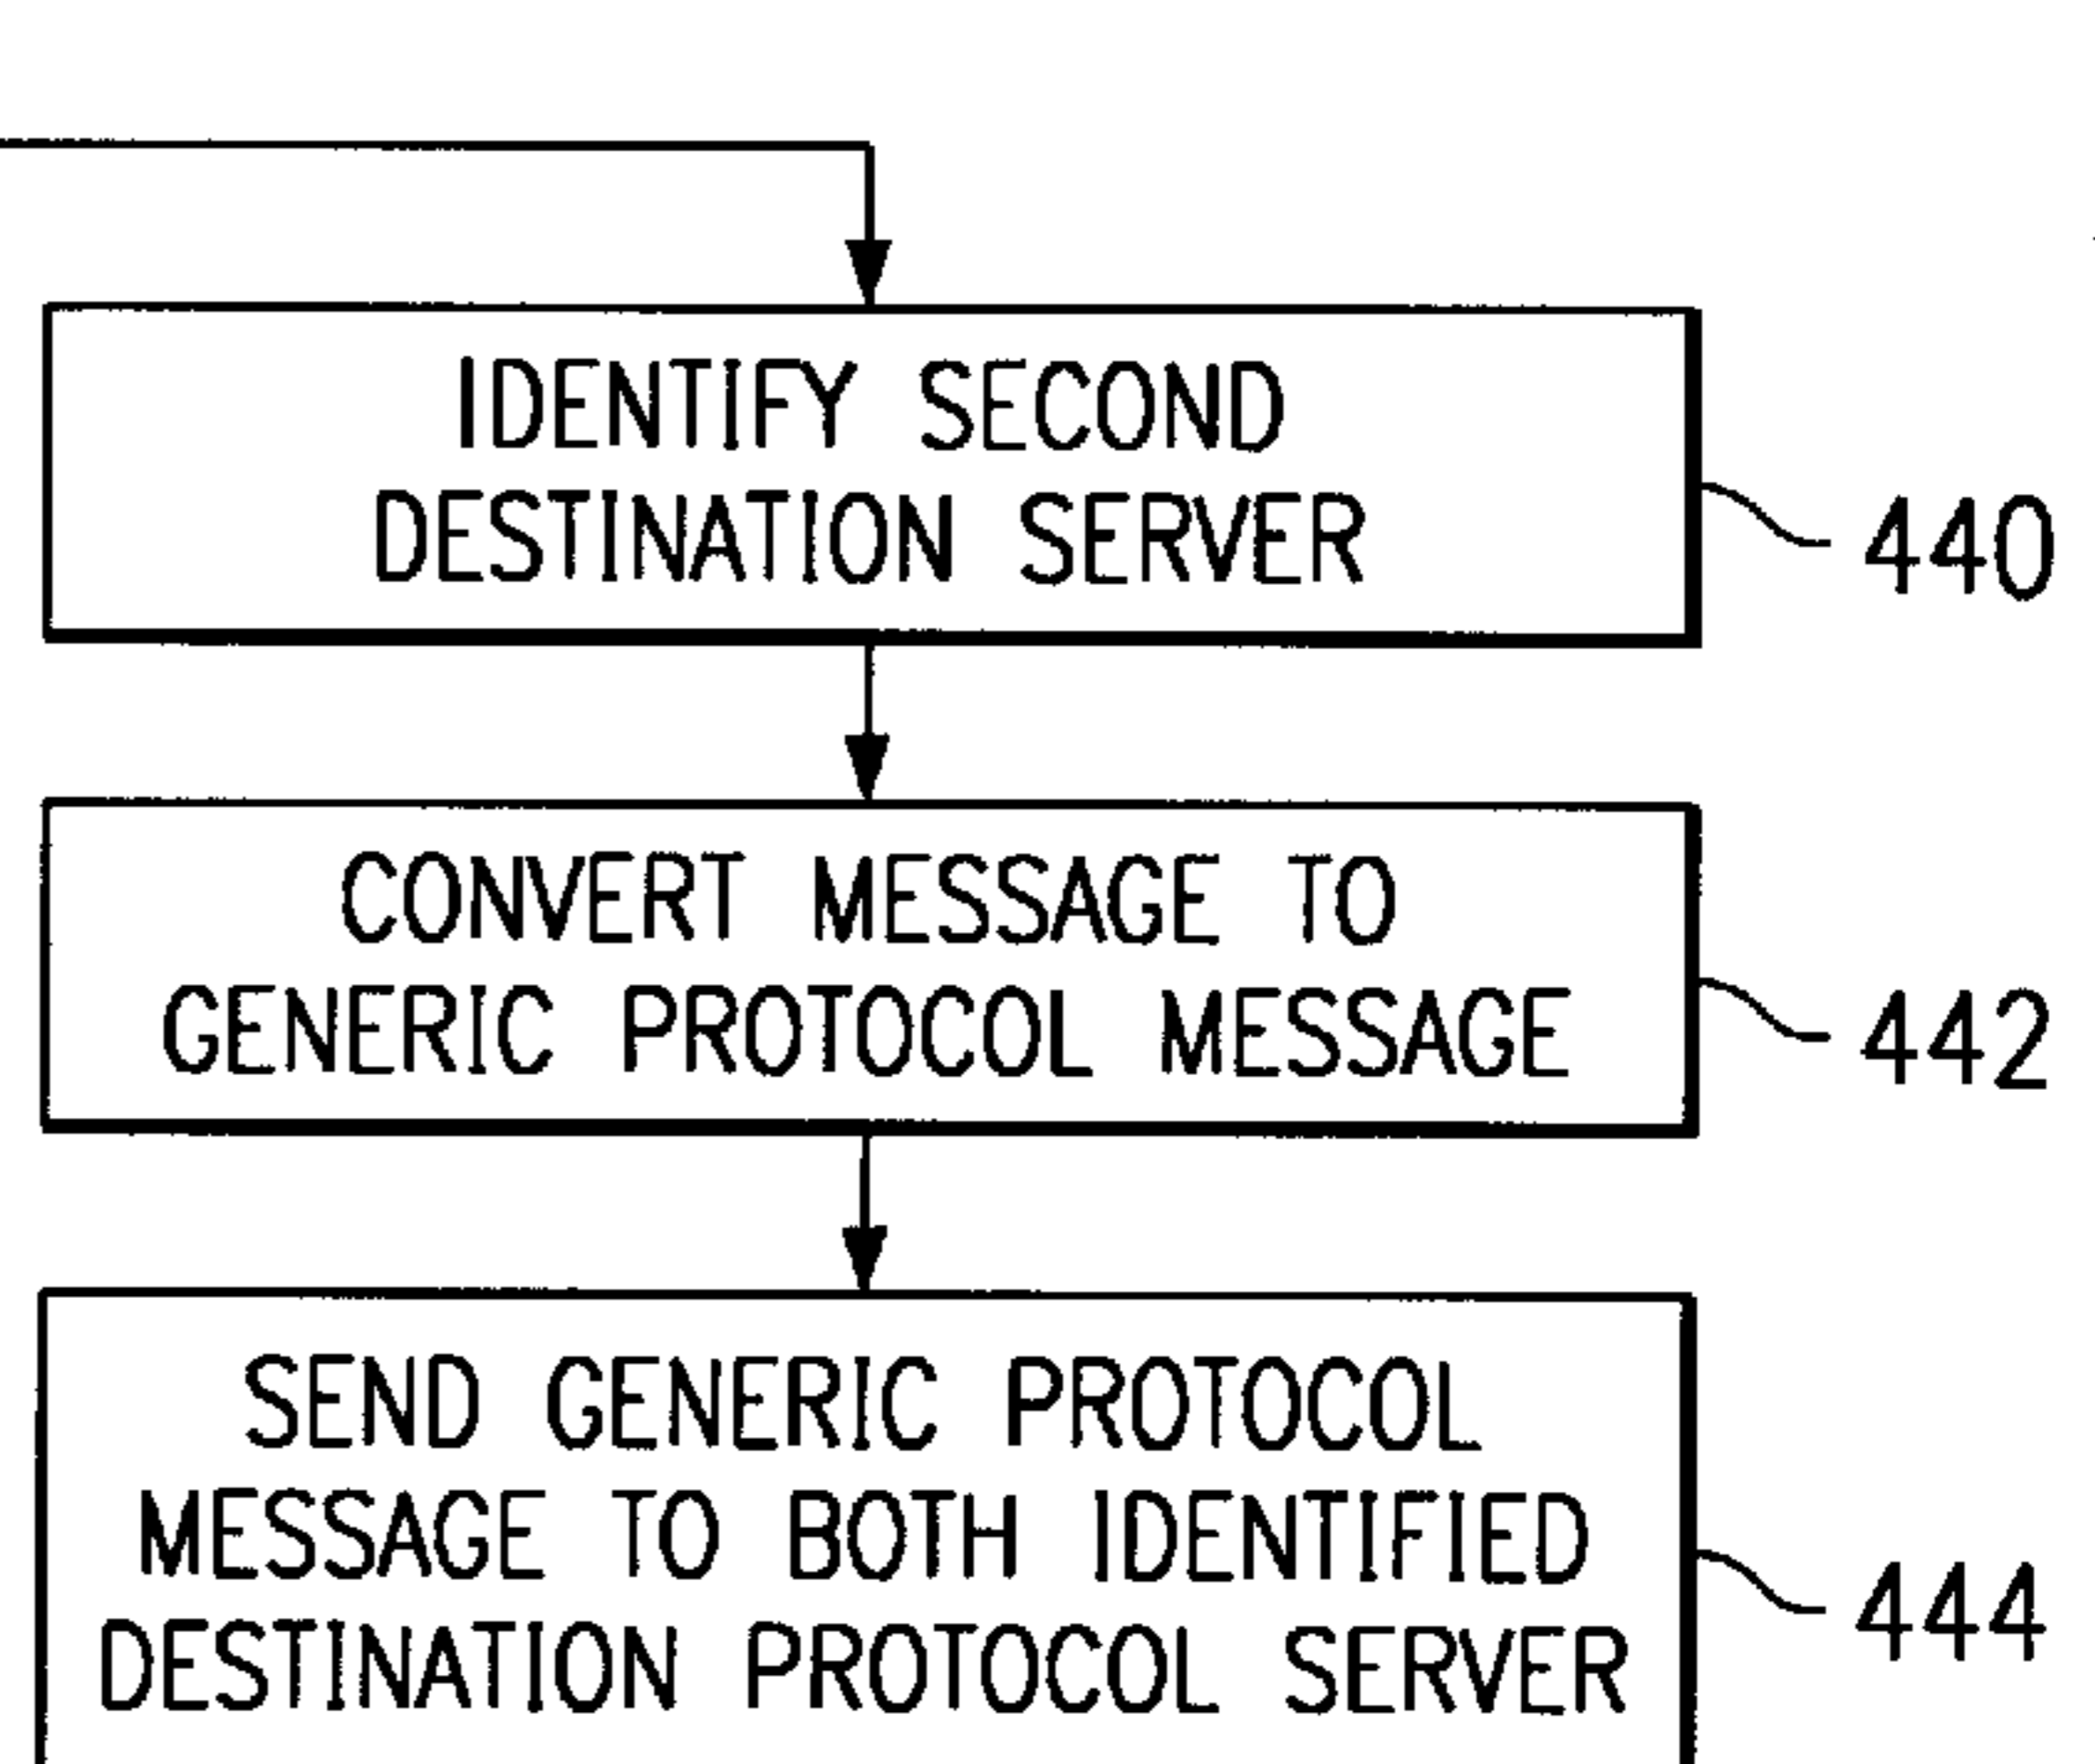 IDENTIFY SECOND
DESTINATION SERVER
440
CONVERT MESSAGE TO
GENERIC PROTOCOL MESSAGE
442
SEND GENERIC PROTOCOL
MESSAGE TO BOTH IDENTIFIED
DESTINATION PROTOCOL SERVER
444